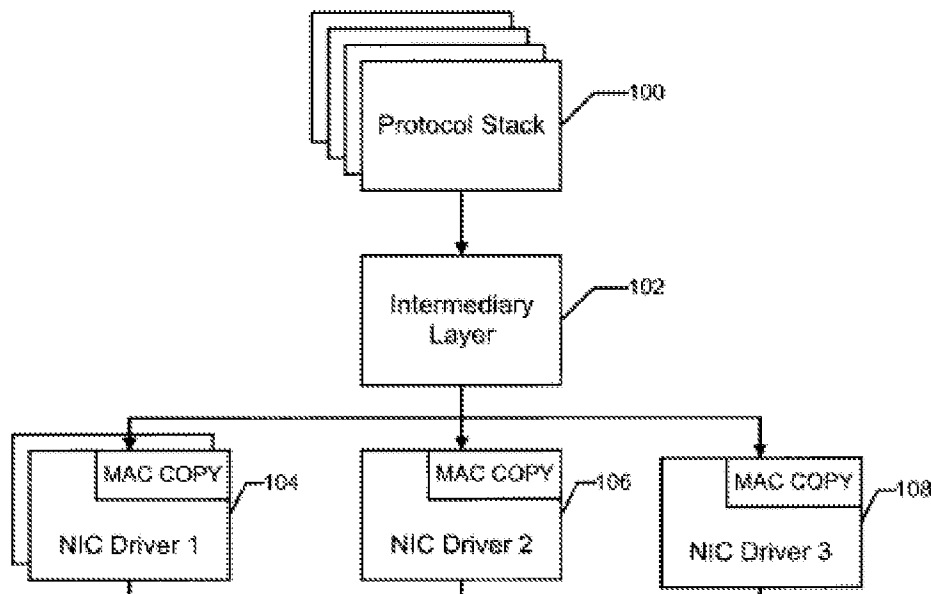 Protocol Stack
100
Intermediary
Layer
102
MAC COPY
104
NIC Driver 1
MAC COPY
106
NIC Driver 2
MAC COPY
108
NIC Driver 3